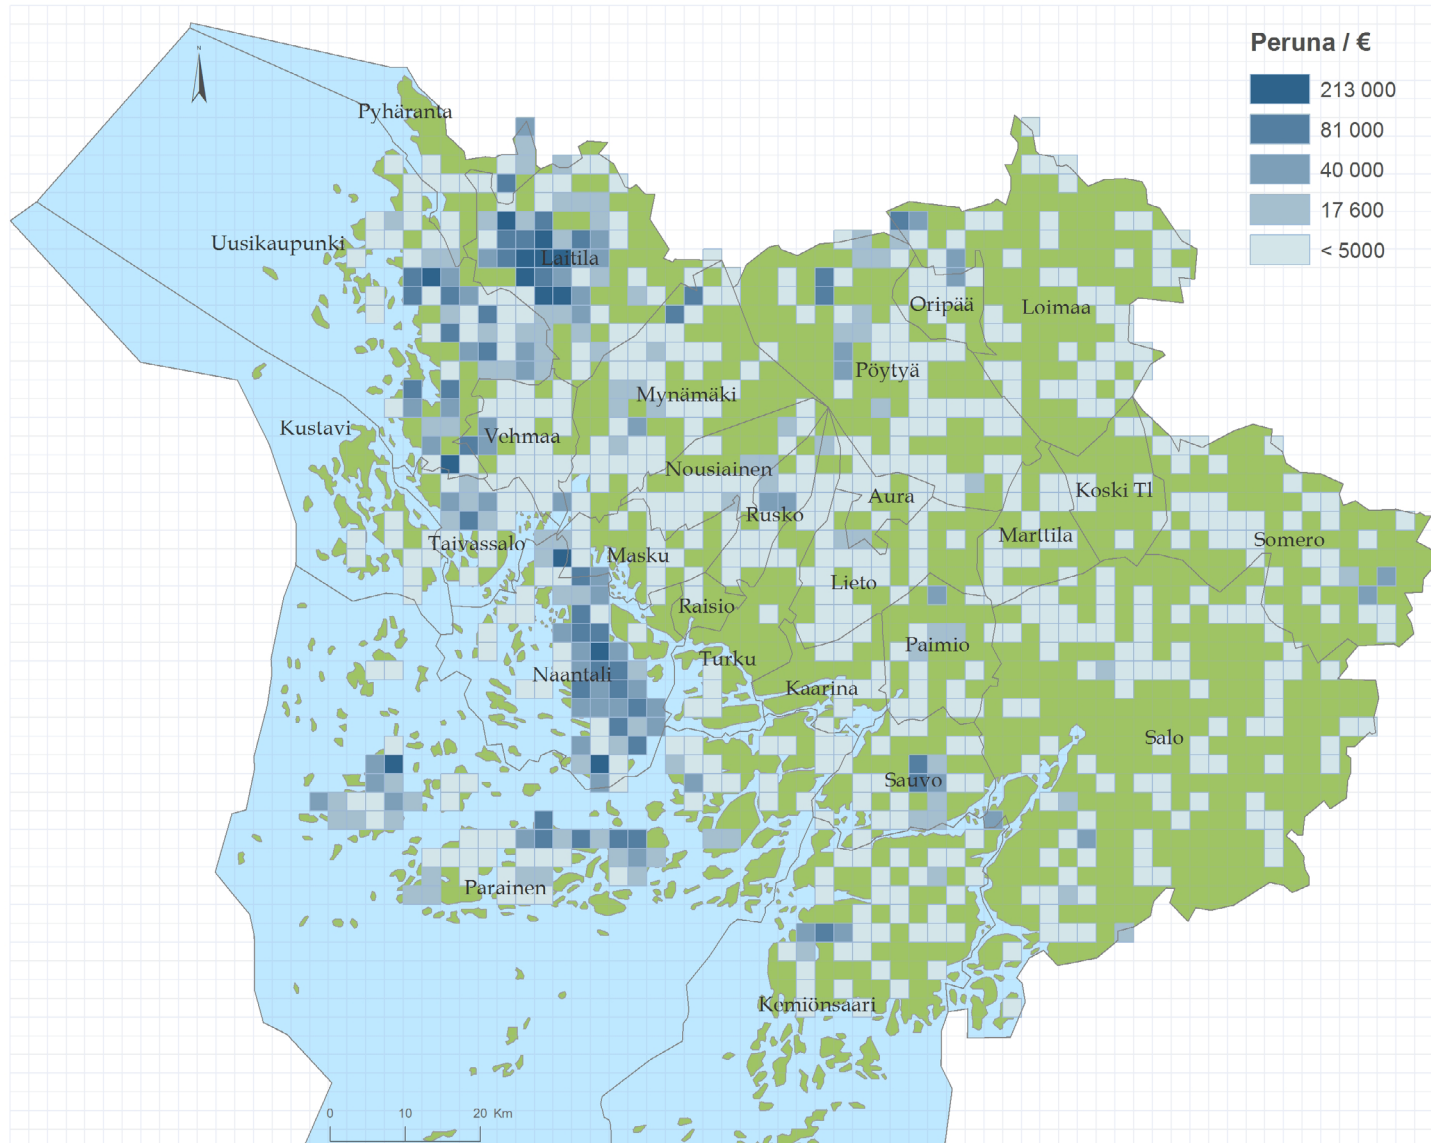 Peruna / €
213 000
81 000
40 000
17 600
< 5000
N
Pyhäranta
Uusikaupunki
Laitila
Oripää
Loimaa
Pöytyä
Mynämäki
Kustavi
Vehmaa
Nousiainen
Aura
Koski Tl
Rusko
Marttila
Somero
Taivassalo
Masku
Lieto
Raisio
Paimio
Turku
Naantali
Kaarina
Salo
Sauvo
Parainen
Kemiönsaari
0 10 20 Km